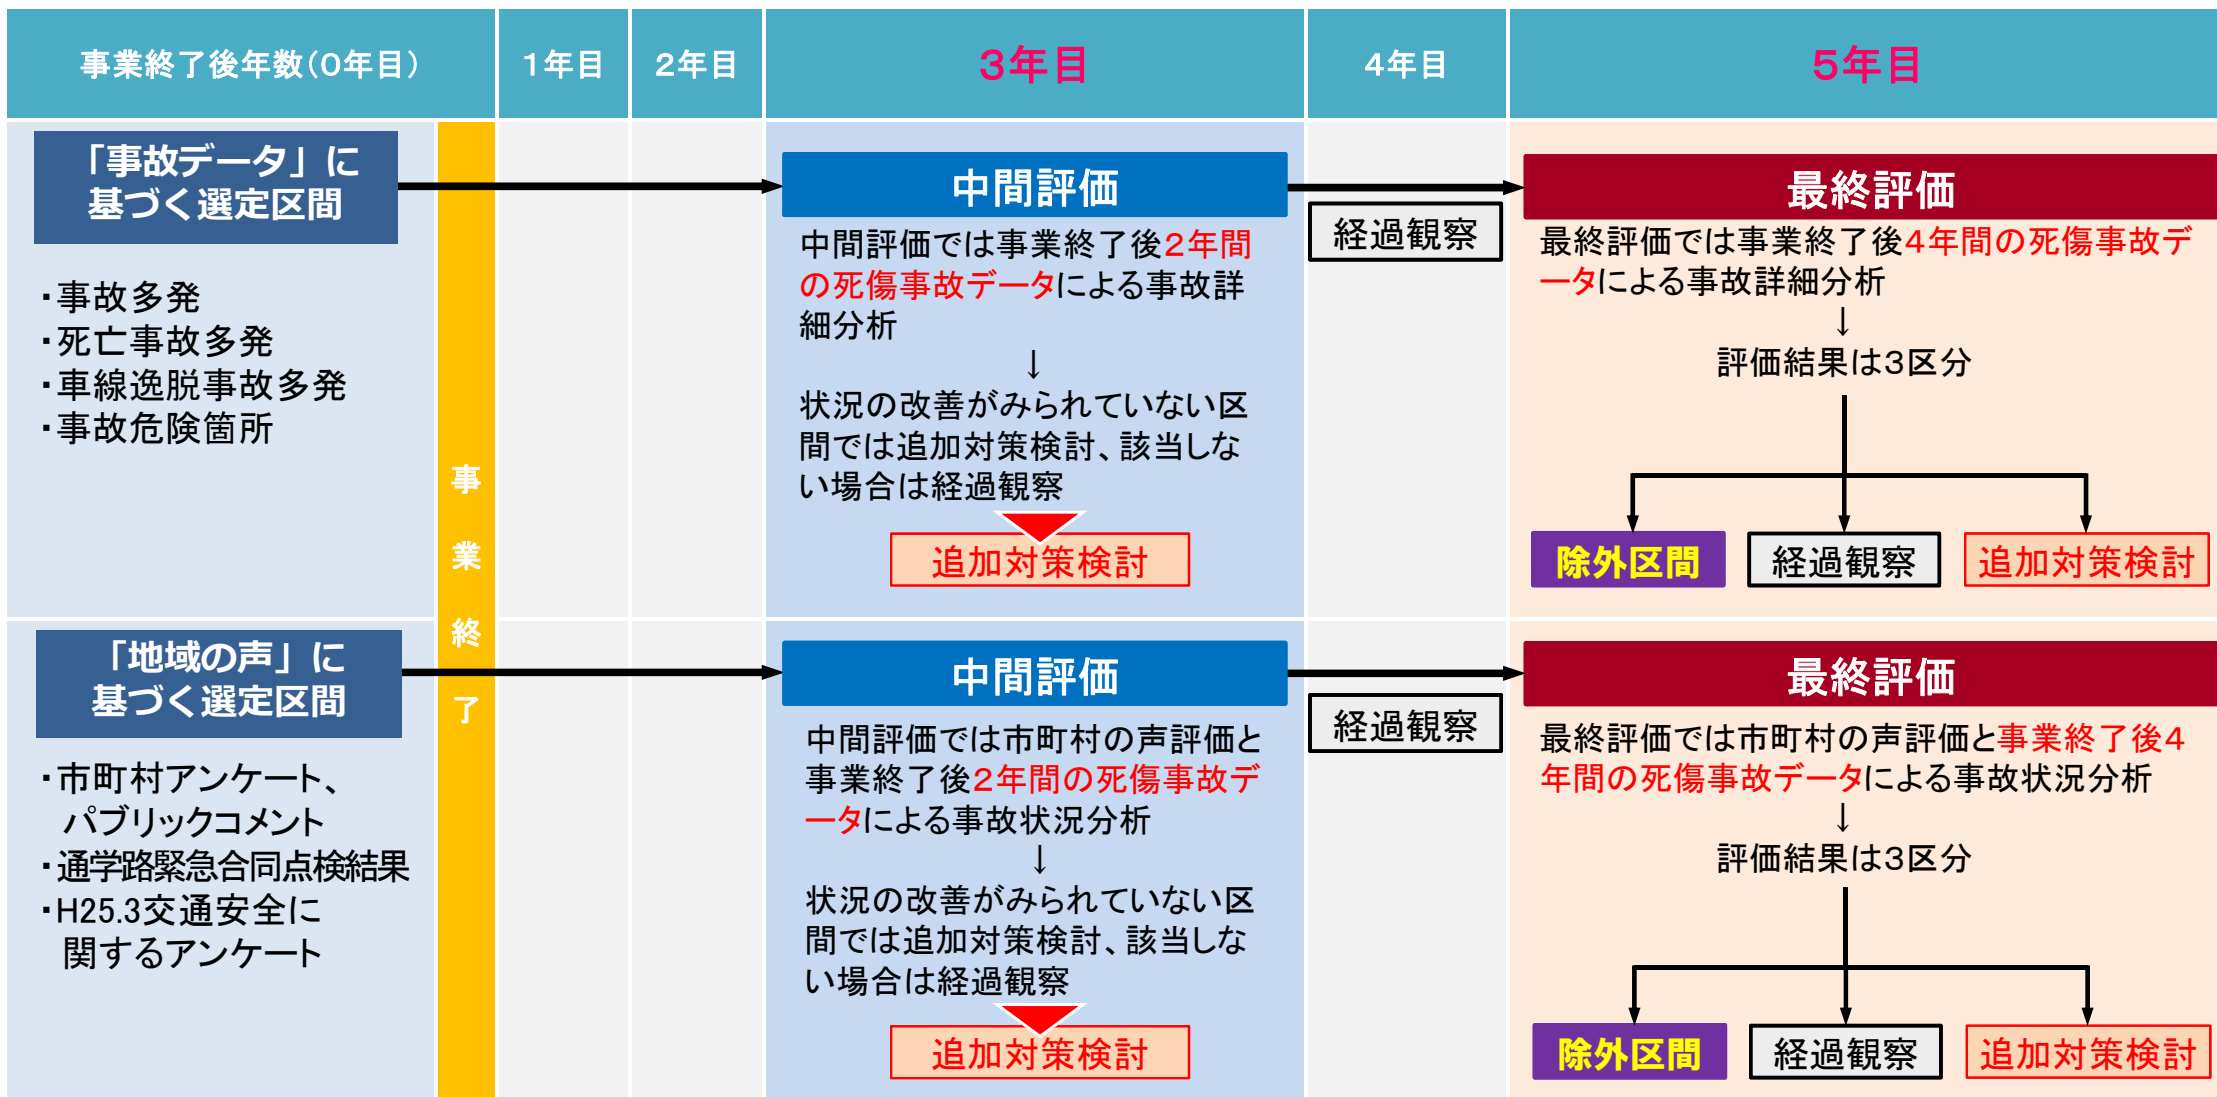 事業終了後年数(0年目)
1年目
2年目
3年目
4年目
5年目
事業終了
「事故データ」に
基づく選定区間
・事故多発
・死亡事故多発
・車線逸脱事故多発
・事故危険箇所
中間評価
中間評価では事業終了後2年間
の死傷事故データによる事故詳
細分析
↓
状況の改善がみられていない区
間では追加対策検討、該当しな
い場合は経過観察
追加対策検討
経過観察
最終評価
最終評価では事業終了後4年間の死傷事故デ
ータによる事故詳細分析
↓
評価結果は3区分
除外区間
経過観察
追加対策検討
「地域の声」に
基づく選定区間
・市町村アンケート、
パブリックコメント
・通学路緊急合同点検結果
・H25.3交通安全に
関するアンケート
中間評価
中間評価では市町村の声評価と
事業終了後2年間の死傷事故デ
ータによる事故状況分析
↓
状況の改善がみられていない区
間では追加対策検討、該当しな
い場合は経過観察
追加対策検討
経過観察
最終評価
最終評価では市町村の声評価と事業終了後4
年間の死傷事故データによる事故状況分析
↓
評価結果は3区分
除外区間
経過観察
追加対策検討